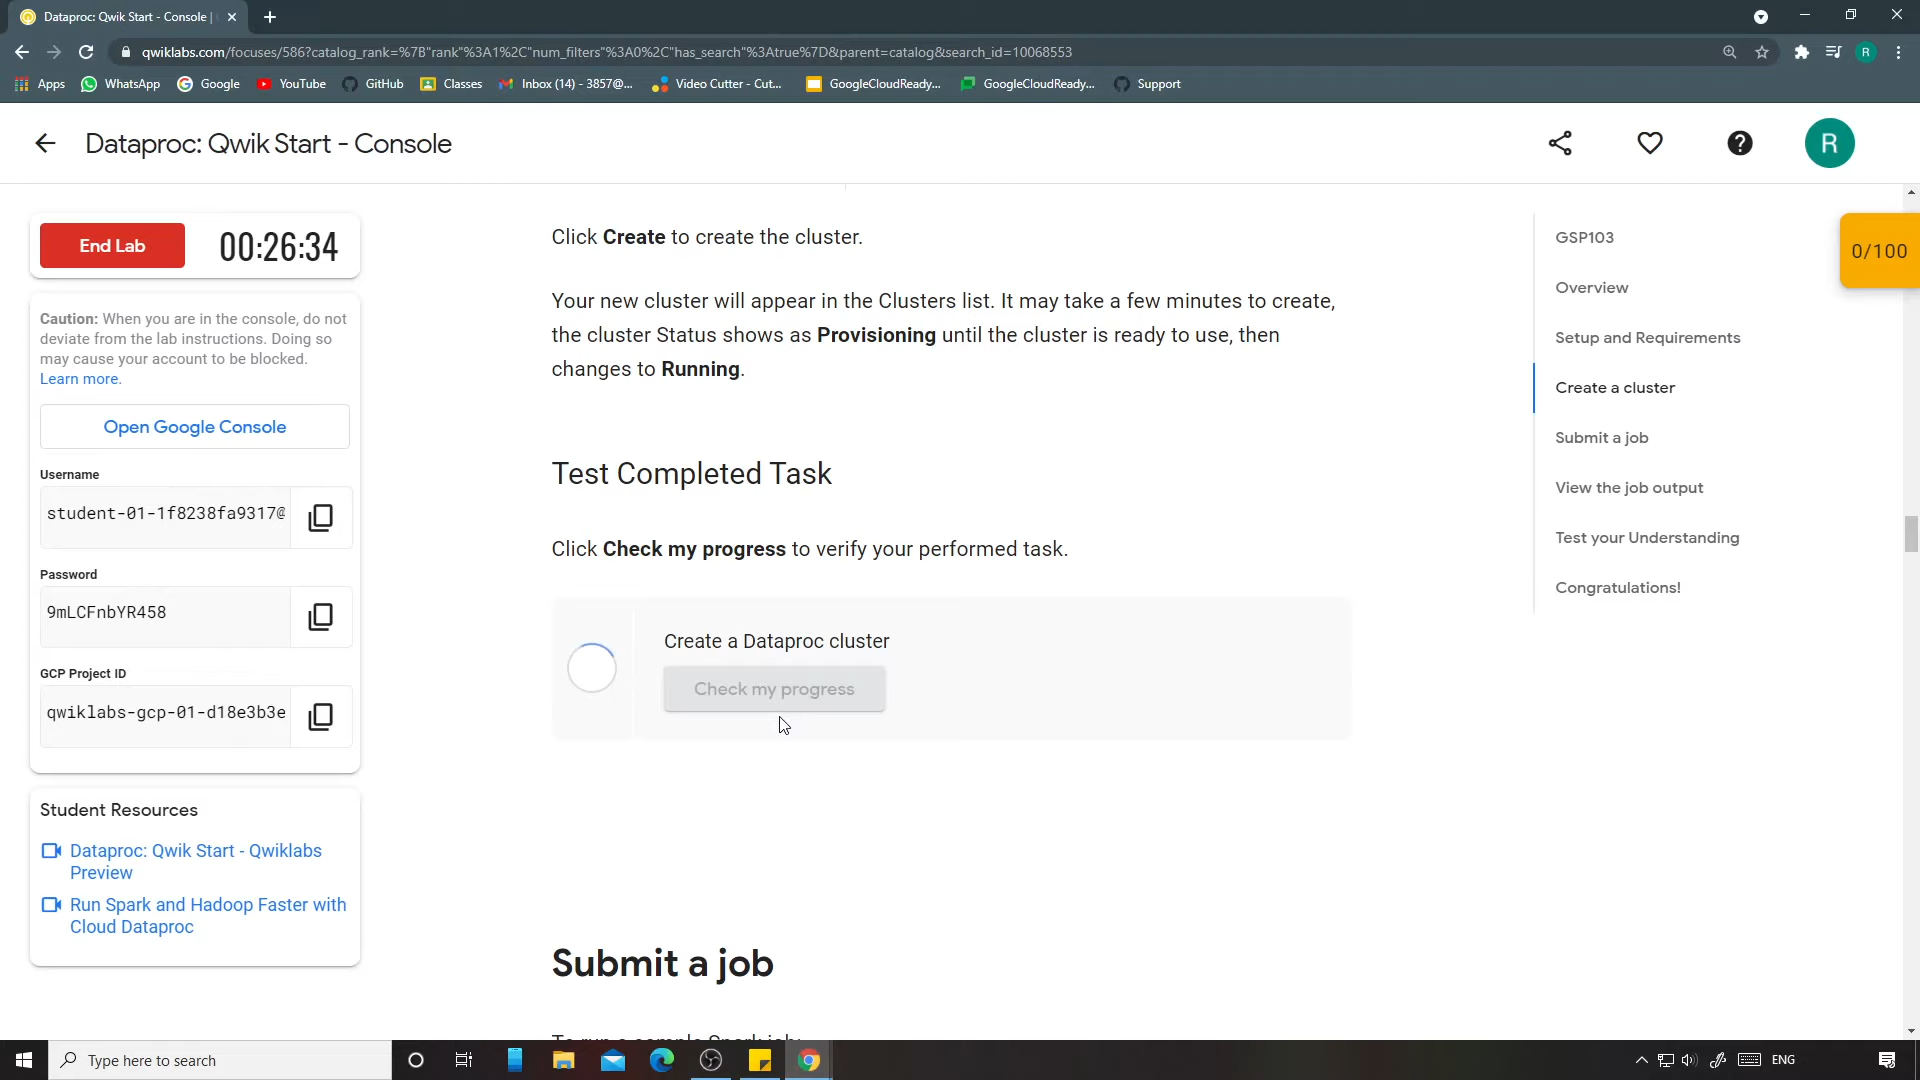 Dataproc: Qwik Start - Console |
qwiklabs.com/focuses/586?catalog_rank=%7B"rank"%3A1%2C"num_filters"%3A0%2C"has_search"%3Atrue%7D&parent=catalog&search_id=10068553
R
Apps WhatsApp Google YouTube GitHub Classes Inbox (14) - 3857@... Video Cutter - Cut... GoogleCloudReady... GoogleCloudReady... Support
Dataproc: Qwik Start - Console
R
End Lab 00:26:34
Caution: When you are in the console, do not
deviate from the lab instructions. Doing so
may cause your account to be blocked.
Learn more.
Open Google Console
Username
student-01-1f8238fa9317@
Password
9mLCFnbYR458
GCP Project ID
qwiklabs-gcp-01-d18e3b3e
Student Resources
Dataproc: Qwik Start - Qwiklabs
Preview
Run Spark and Hadoop Faster with
Cloud Dataproc
Click Create to create the cluster.
Your new cluster will appear in the Clusters list. It may take a few minutes to create,
the cluster Status shows as Provisioning until the cluster is ready to use, then
changes to Running.
Test Completed Task
Click Check my progress to verify your performed task.
Create a Dataproc cluster
Check my progress
Submit a job
To run a sample Spark job:
GSP103
Overview
Setup and Requirements
Create a cluster
Submit a job
View the job output
Test your Understanding
Congratulations!
0/100
Type here to search
ENG